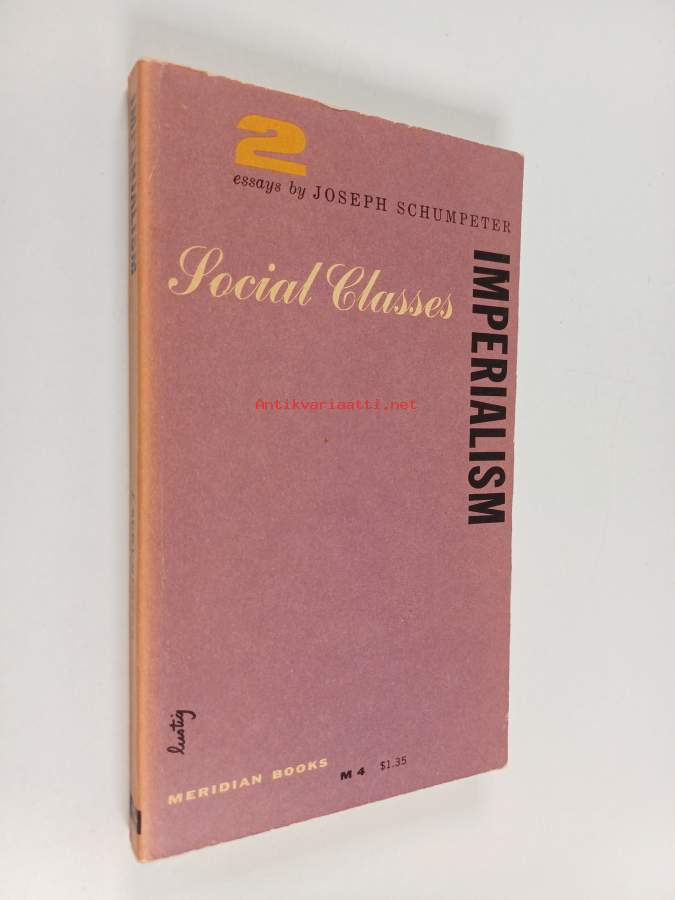 2
essays by JOSEPH SCHUMPETER
Social Classes
IMPERIALISM
Antikvariaatti.net
lustig
MERIDIAN BOOKS M 4 $1.35